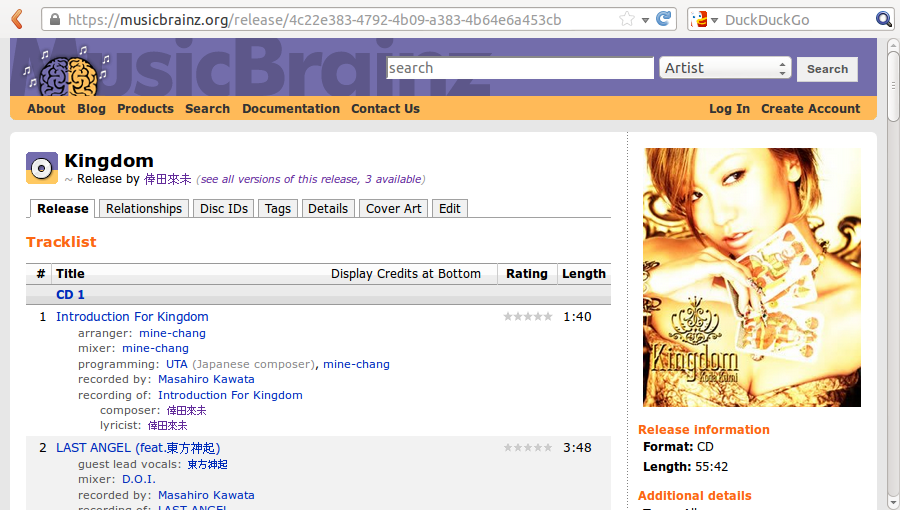 https://musicbrainz.org/release/4c22e383-4792-4b09-a383-4b64e6a453cb
DuckDuckGo
MusicBrainz
search
Artist
Search
About Blog Products Search Documentation Contact Us
Log In Create Account
Kingdom
~ Release by 倖田來未 (see all versions of this release, 3 available)
Release Relationships Disc IDs Tags Details Cover Art Edit
Tracklist
# Title Display Credits at Bottom Rating Length
CD 1
1 Introduction For Kingdom ★★★★★ 1:40
arranger: mine-chang
mixer: mine-chang
programming: UTA (Japanese composer), mine-chang
recorded by: Masahiro Kawata
recording of: Introduction For Kingdom
composer: 倖田來未
lyricist: 倖田來未
2 LAST ANGEL (feat.東方神起) ★★★★★ 3:48
guest lead vocals: 東方神起
mixer: D.O.I.
recorded by: Masahiro Kawata
recording of: LAST ANGEL
Kingdom
Koda Kumi
Release information
Format: CD
Length: 55:42
Additional details